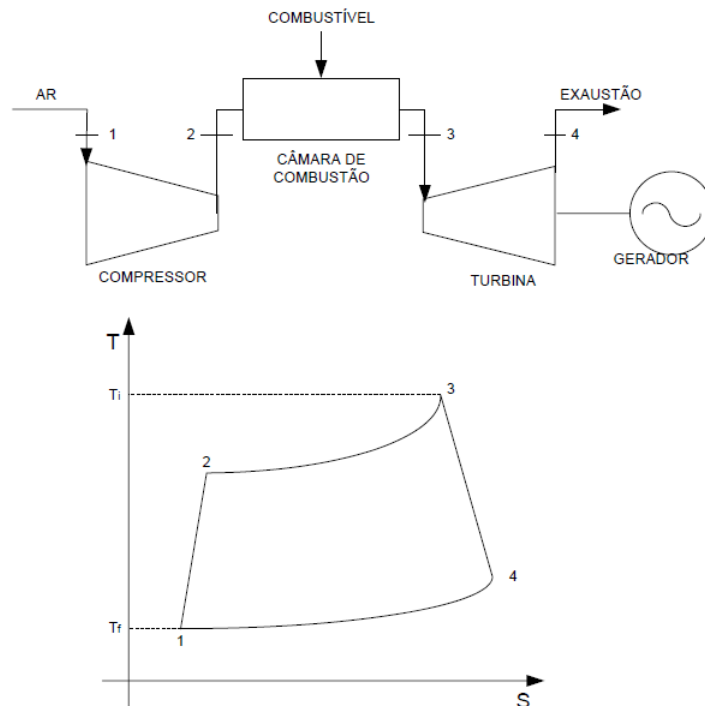 COMBUSTÍVEL
AR
EXAUSTÃO
1
2
3
4
CÂMARA DE
COMBUSTÃO
COMPRESSOR
TURBINA
GERADOR
T
Ti
3
2
4
Tf
1
S